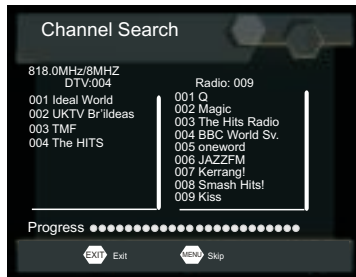 Channel Search
818.0MHz/8MHZ
DTV:004
001 Ideal World
002 UKTV Br'ildeas
003 TMF
004 The HITS
Radio: 009
001 Q
002 Magic
003 The Hits Radio
004 BBC World Sv.
005 oneword
006 JAZZFM
007 Kerrang!
008 Smash Hits!
009 Kiss
Progress
EXIT Exit
MENU Skip